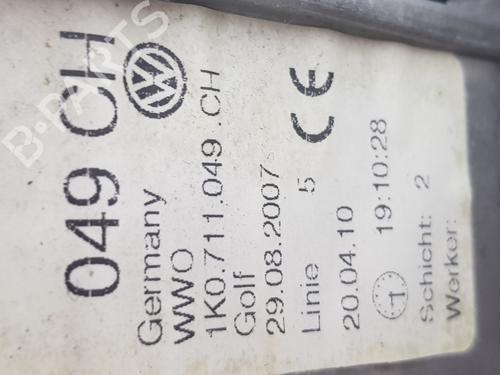 049 CH
Germany
WWO
1K0.711.049 .CH
Golf
29.08.2007
Linie 5 CE
20.04.10
T 19:10:28
Schicht: 2
Werker:
B-PARTS